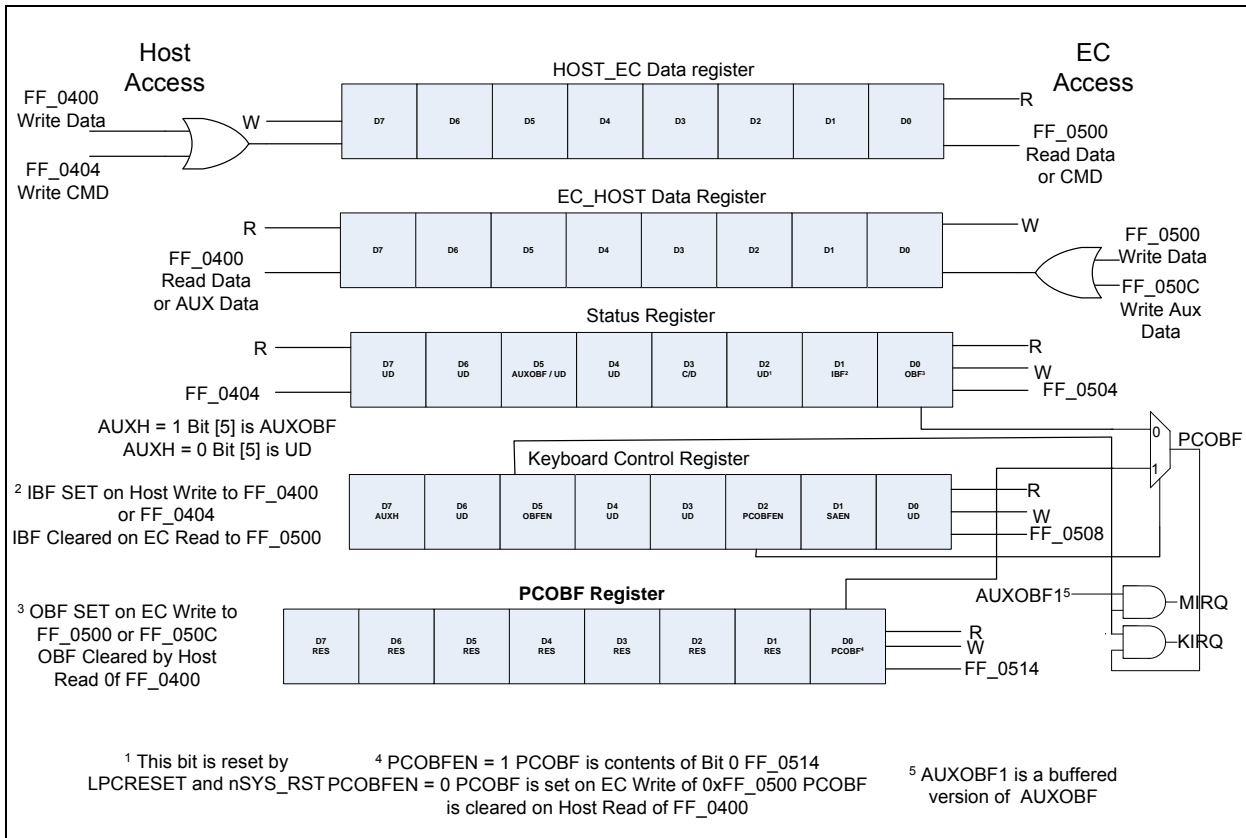 Host
Access
EC
Access
HOST_EC Data register
FF_0400
Write Data
FF_0404
Write CMD
W
D7 D6 D5 D4 D3 D2 D1 D0
R
FF_0500
Read Data
or CMD
EC_HOST Data Register
R
FF_0400
Read Data
or AUX Data
D7 D6 D5 D4 D3 D2 D1 D0
W
FF_0500
Write Data
FF_050C
Write Aux
Data
Status Register
R
FF_0404
D7 D6 D5 D4 D3 D2 D1 D0
UD UD AUXOBF / UD UD C/D UD¹ IBF² OBF³
R
W
FF_0504
AUXH = 1 Bit [5] is AUXOBF
AUXH = 0 Bit [5] is UD
0
1
PCOBF
Keyboard Control Register
² IBF SET on Host Write to FF_0400
or FF_0404
IBF Cleared on EC Read to FF_0500
D7 D6 D5 D4 D3 D2 D1 D0
AUXH UD OBFEN UD UD PCOBFEN SAEN UD
R
W
FF_0508
PCOBF Register
³ OBF SET on EC Write to
FF_0500 or FF_050C
OBF Cleared by Host
Read 0f FF_0400
D7 D6 D5 D4 D3 D2 D1 D0
RES RES RES RES RES RES RES PCOBF⁴
R
W
FF_0514
AUXOBF1⁵
MIRQ
KIRQ
¹ This bit is reset by
LPCRESET and nSYS_RST
⁴ PCOBFEN = 1 PCOBF is contents of Bit 0 FF_0514
PCOBFEN = 0 PCOBF is set on EC Write of 0xFF_0500 PCOBF
is cleared on Host Read of FF_0400
⁵ AUXOBF1 is a buffered
version of AUXOBF